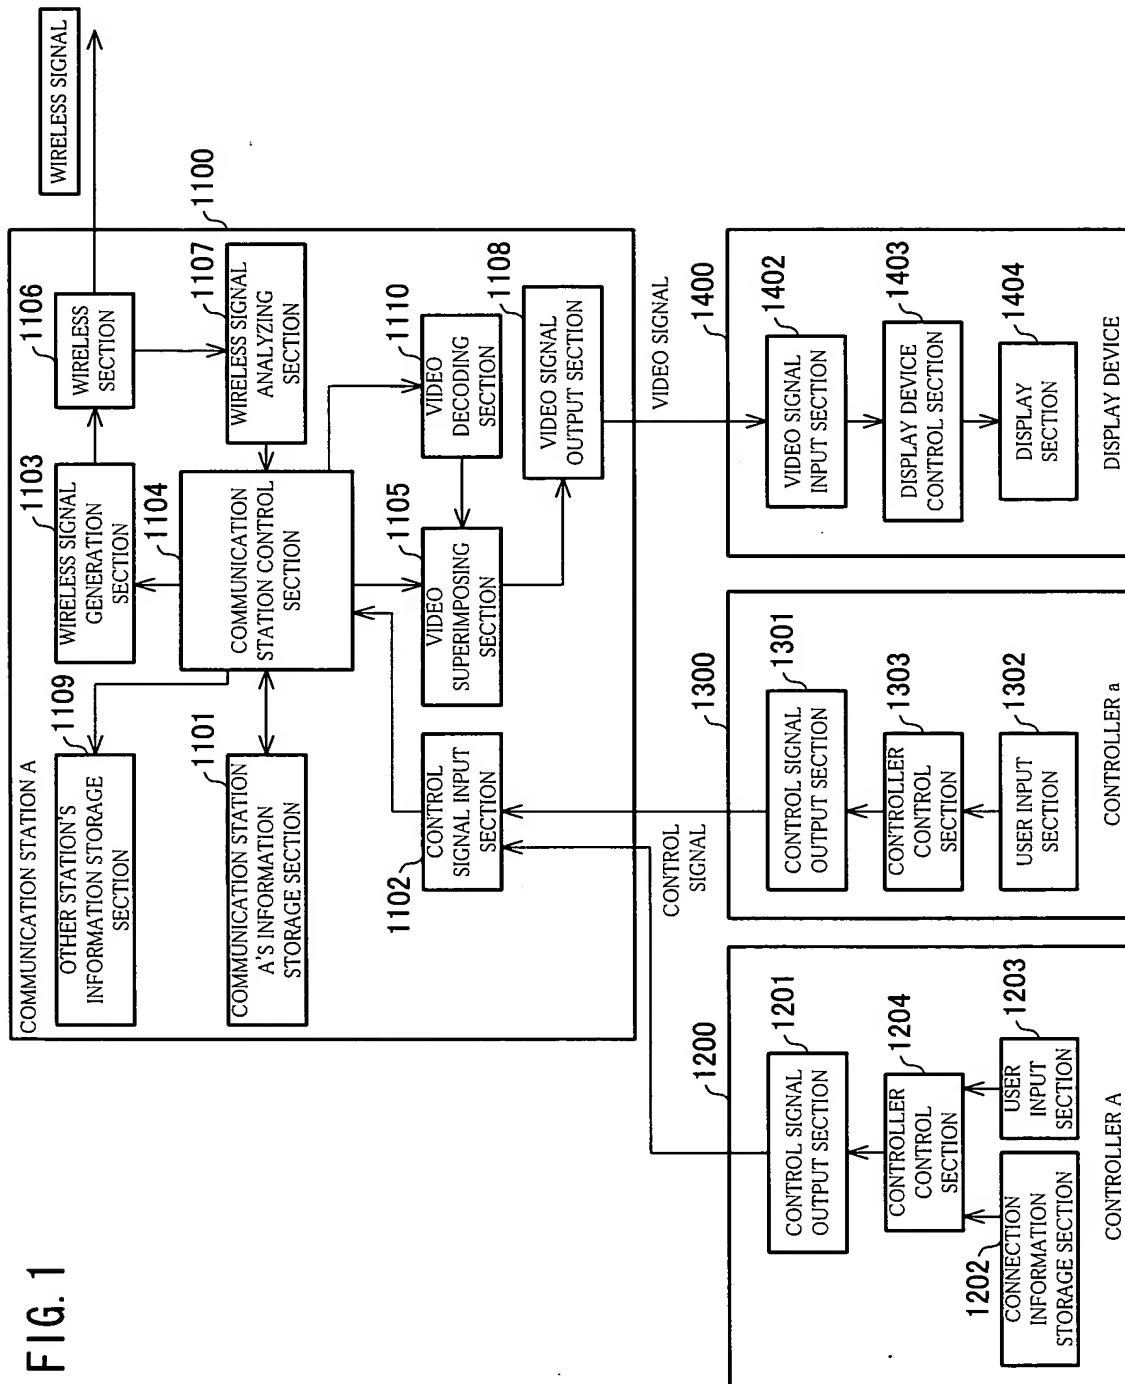 FIG. 1
COMMUNICATION STATION A
1100
OTHER STATION'S
INFORMATION STORAGE
SECTION
1109
WIRELESS SIGNAL
GENERATION
SECTION
1103
WIRELESS
SECTION
1106
WIRELESS SIGNAL
COMMUNICATION STATION
A'S INFORMATION
STORAGE SECTION
1101
COMMUNICATION
STATION CONTROL
SECTION
1104
WIRELESS SIGNAL
ANALYZING
SECTION
1107
CONTROL
SIGNAL INPUT
SECTION
1102
VIDEO
SUPERIMPOSING
SECTION
1105
VIDEO
DECODING
SECTION
1110
VIDEO SIGNAL
OUTPUT SECTION
1108
CONTROL
SIGNAL
VIDEO SIGNAL
1200
CONTROL SIGNAL
OUTPUT SECTION
1201
CONTROLLER
CONTROL
SECTION
1204
CONNECTION
INFORMATION
STORAGE SECTION
1202
USER
INPUT
SECTION
1203
CONTROLLER A
1300
CONTROL SIGNAL
OUTPUT SECTION
1301
CONTROLLER
CONTROL
SECTION
1303
USER INPUT
SECTION
1302
CONTROLLER a
1400
VIDEO SIGNAL
INPUT SECTION
1402
DISPLAY DEVICE
CONTROL SECTION
1403
DISPLAY
SECTION
1404
DISPLAY DEVICE